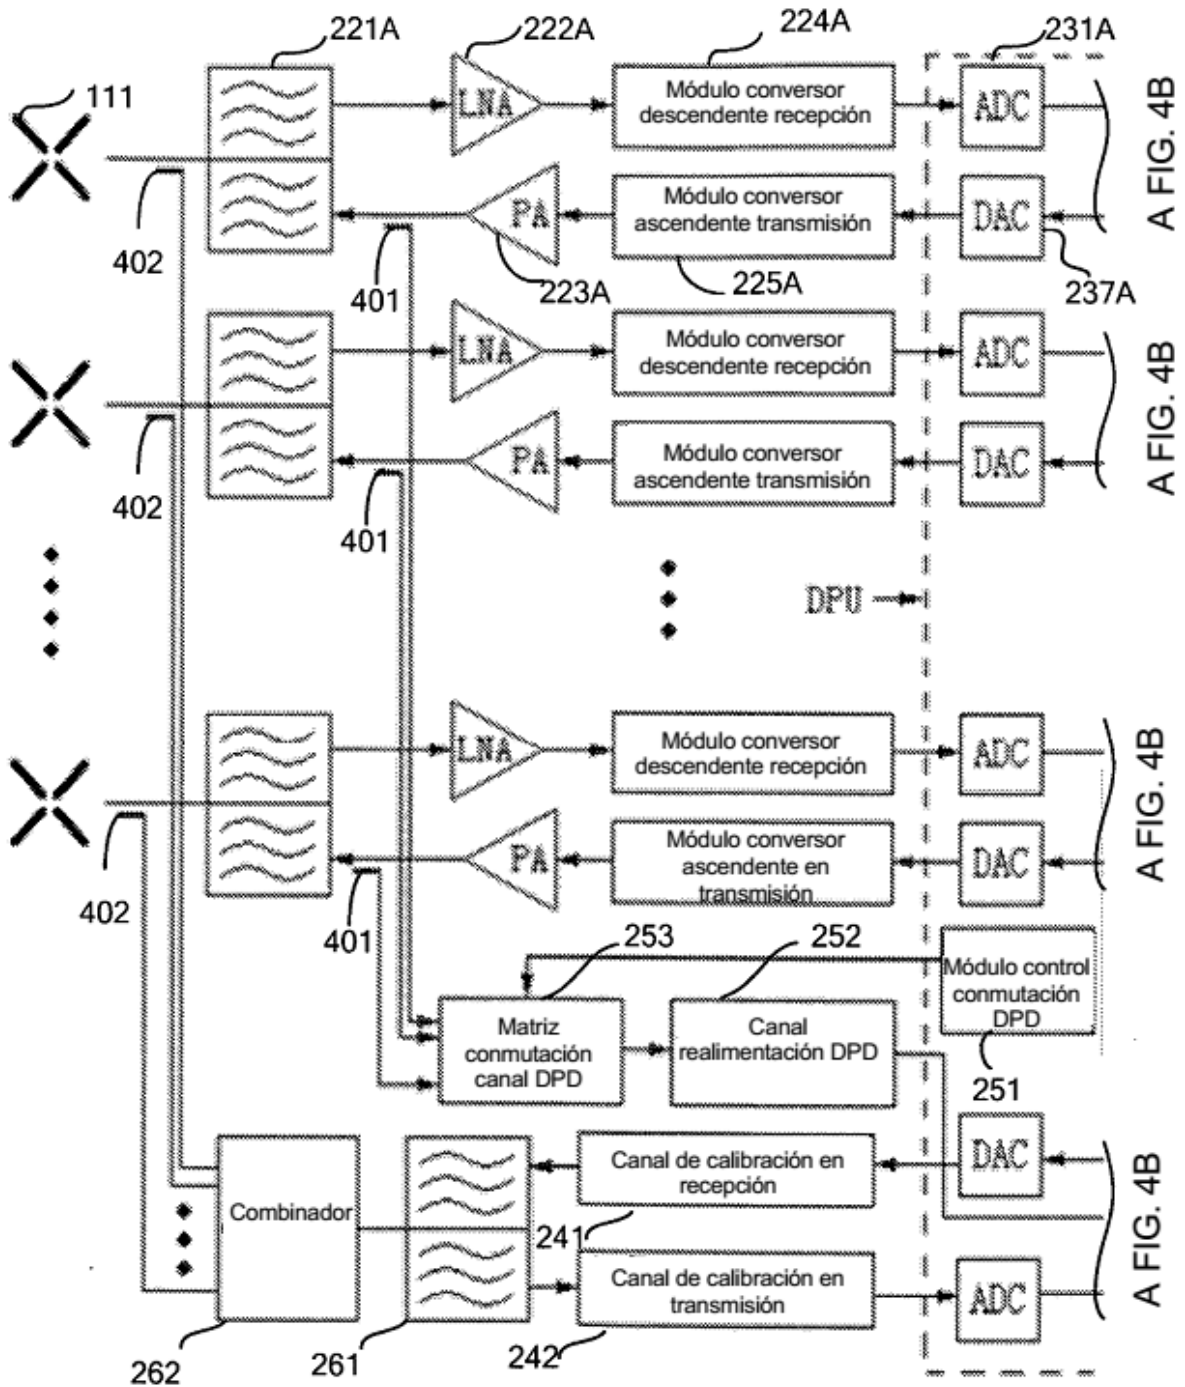 221A
222A
224A
231A
111
LNA
Módulo conversor
descendente recepción
ADC
A FIG. 4B
402
PA
Módulo conversor
ascendente transmisión
DAC
401
223A
225A
237A
LNA
Módulo conversor
descendente recepción
ADC
A FIG. 4B
402
PA
Módulo conversor
ascendente transmisión
DAC
401
DPU
LNA
Módulo conversor
descendente recepción
ADC
A FIG. 4B
402
PA
Módulo conversor
ascendente en
transmisión
DAC
401
253
252
Módulo control
conmutación
DPD
Matriz
conmutación
canal DPD
Canal
realimentación DPD
251
DAC
Canal de calibración en
recepción
A FIG. 4B
Combinador
241
Canal de calibración en
transmisión
ADC
262
261
242